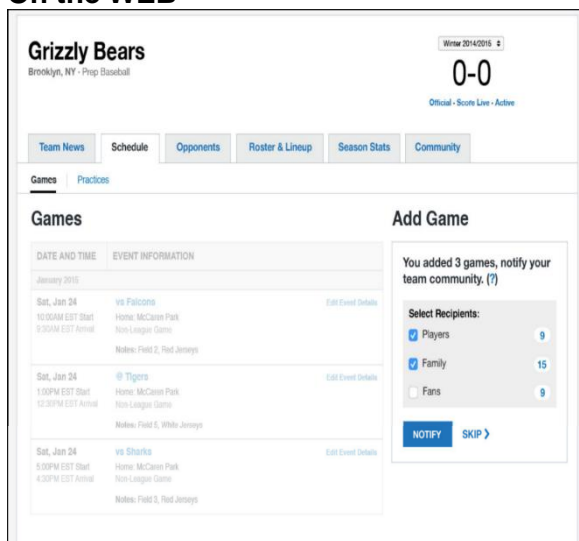 On the WEB
Grizzly Bears
Brooklyn, NY - Prep Baseball
Winter 2014/2015
0-0
Official - Score Live - Active
Team News Schedule Opponents Roster & Lineup Season Stats Community
Games Practices
Games
DATE AND TIME EVENT INFORMATION
January 2015
Sat, Jan 24 vs Falcons Edit Event Details
10:00AM EST Start Home: McCaren Park
9:30AM EST Arrival Non-League Game
Notes: Field 2, Red Jerseys
Sat, Jan 24 @ Tigers Edit Event Details
1:00PM EST Start Home: McCaren Park
12:30PM EST Arrival Non-League Game
Notes: Field 5, White Jerseys
Sat, Jan 24 vs Sharks Edit Event Details
5:00PM EST Start Home: McCaren Park
4:30PM EST Arrival Non-League Game
Notes: Field 3, Red Jerseys
Add Game
You added 3 games, notify your
team community. (?)
Select Recipients:
Players 9
Family 15
Fans 9
NOTIFY SKIP ❯